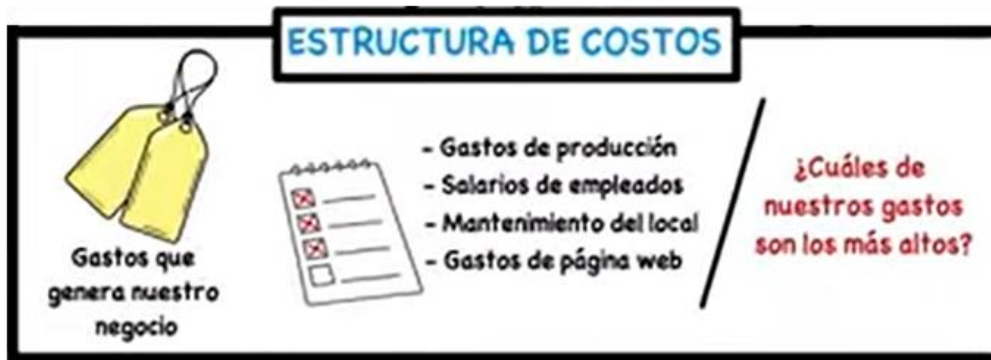 ESTRUCTURA DE COSTOS
Gastos que
genera nuestro
negocio
- Gastos de producción
- Salarios de empleados
- Mantenimiento del local
- Gastos de página web
¿Cuáles de
nuestros gastos
son los más altos?